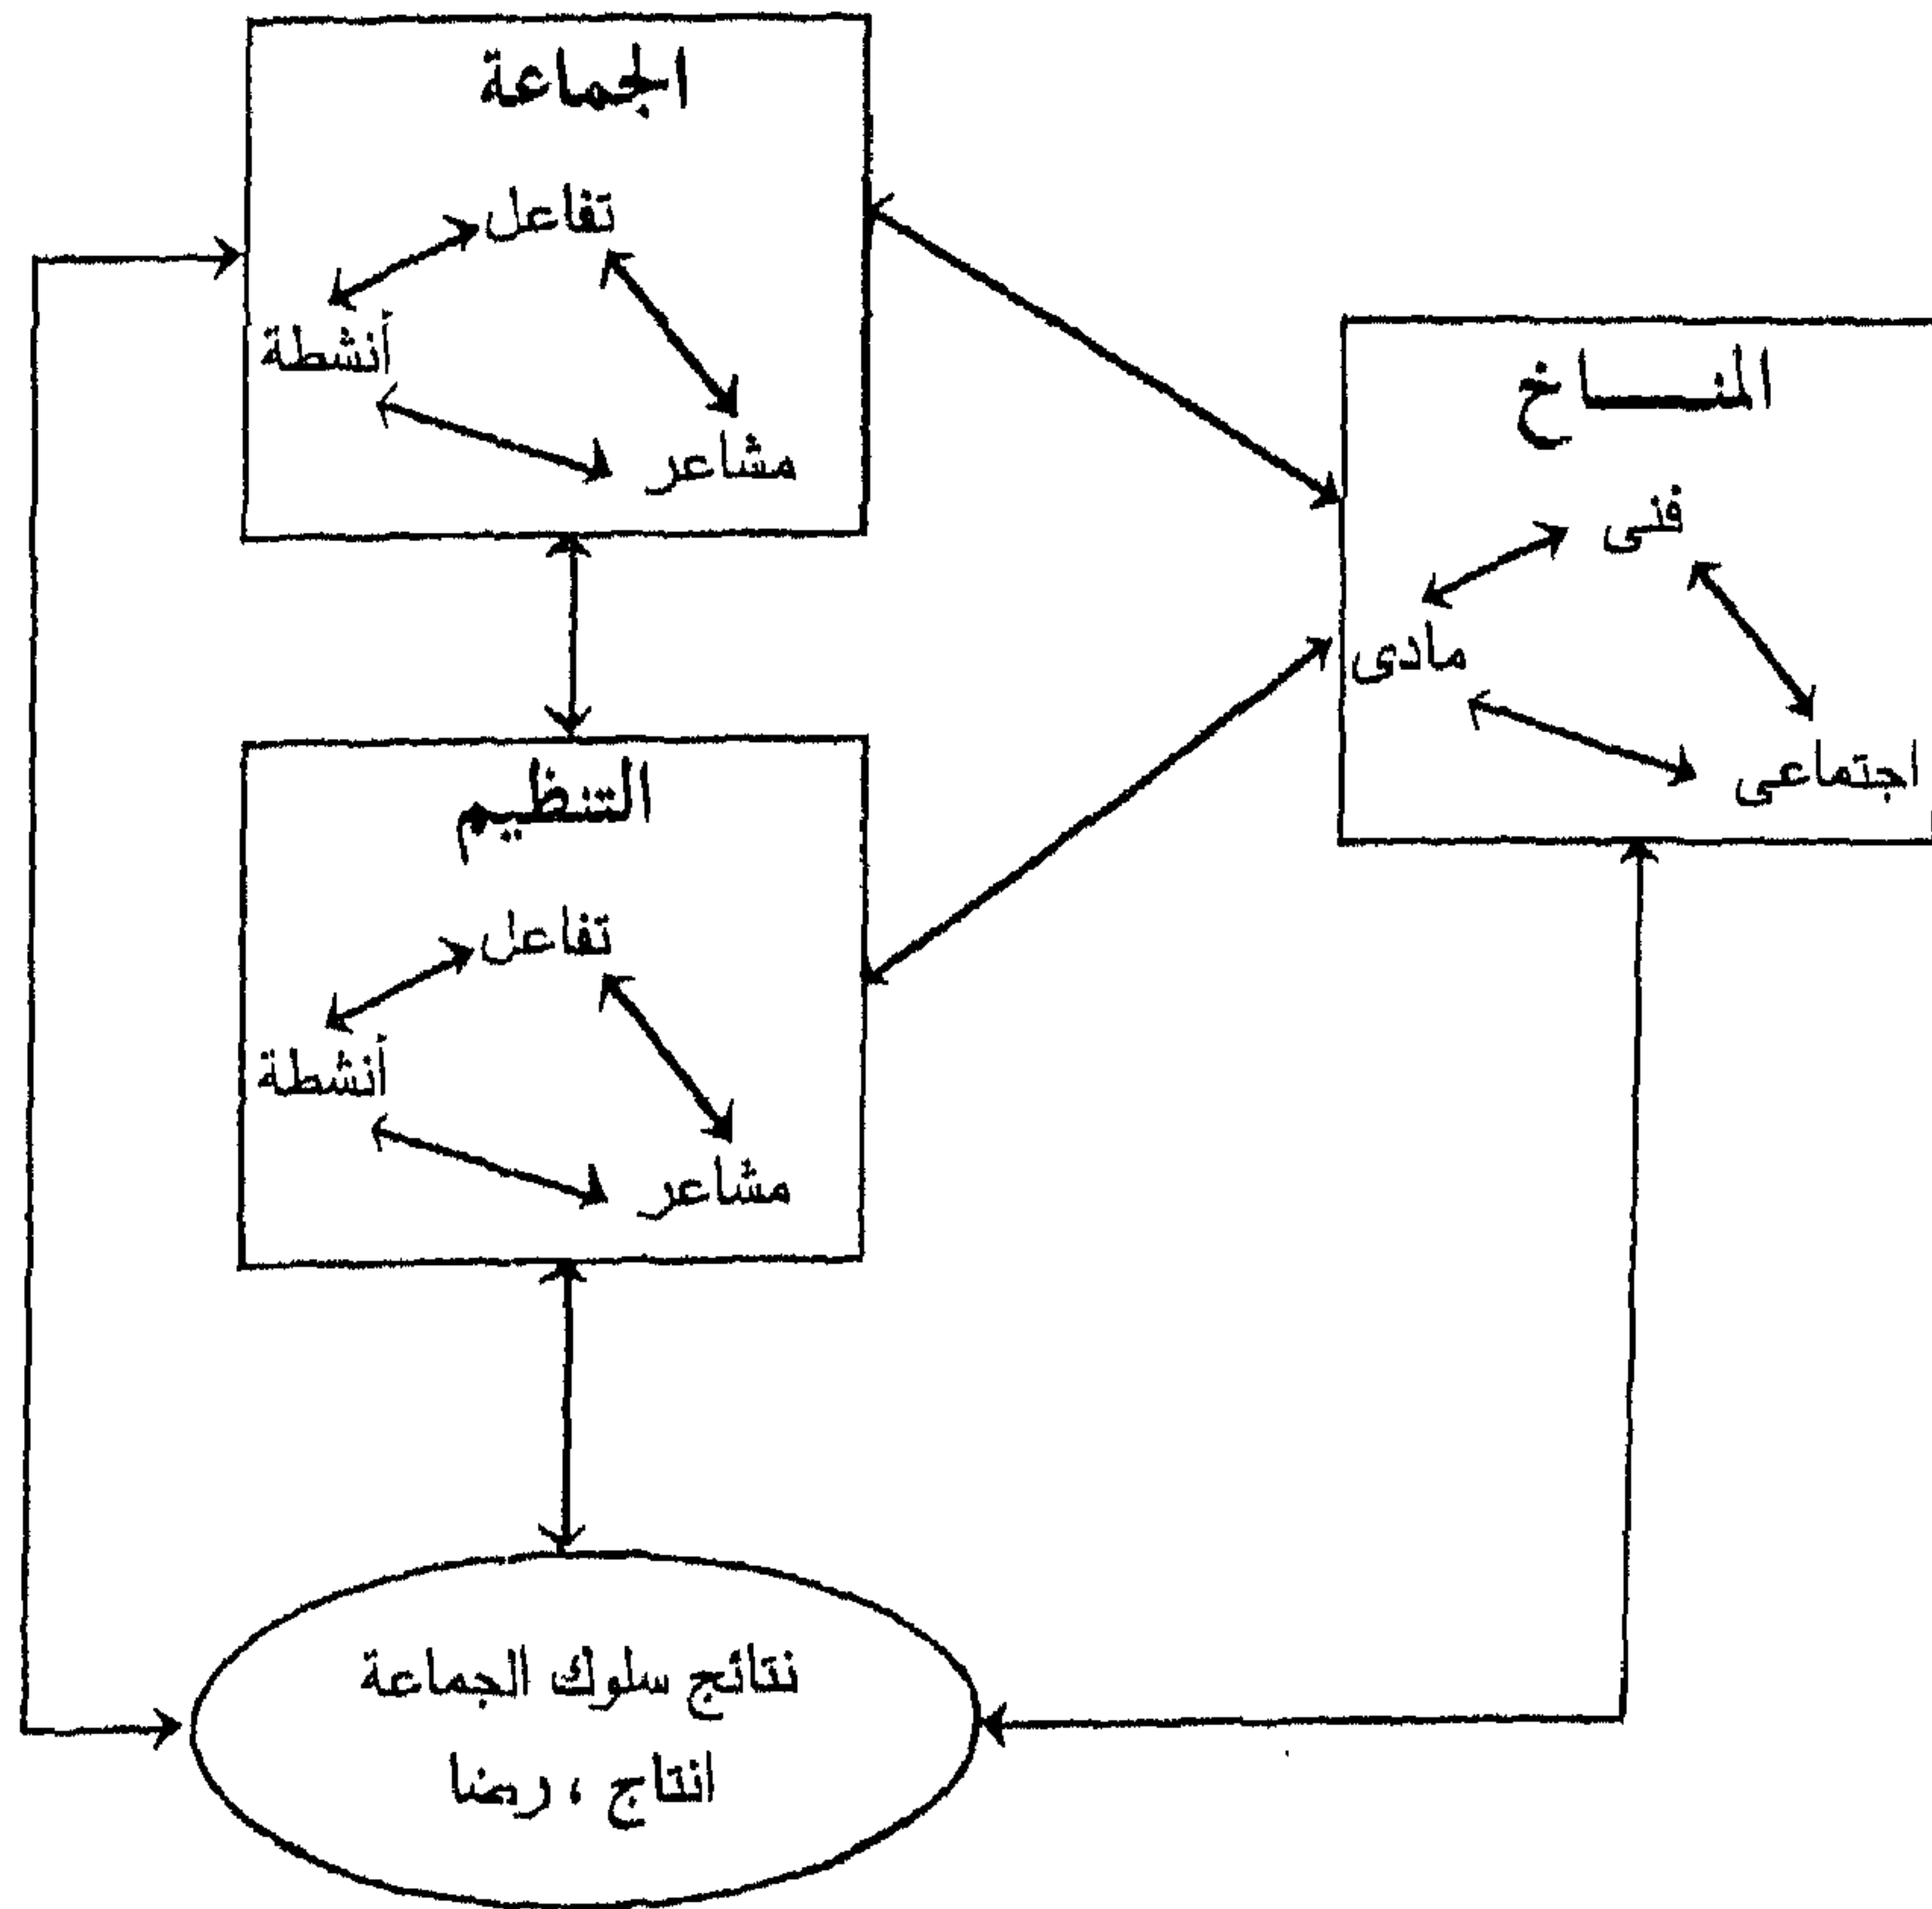 الجماعة
تفاعل
أنشطة
مشاعر
المنـــاخ
فنى
مادى
اجتماعى
التنظيم
تفاعل
أنشطة
مشاعر
نتائج سلوك الجماعة
انتاج ، رضا